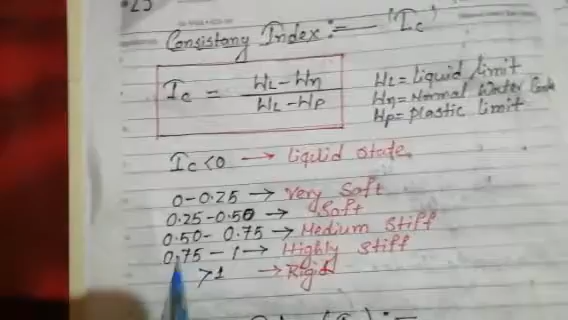 Consistany Index :- (Ic)
Ic = WL - Wn / WL - Wp
WL = liquid limit
Wn = Normal Water
Wp = plastic limit
Ic < 0 → liquid state
0 - 0.25 → Very Soft
0.25 - 0.50 → Soft
0.50 - 0.75 → Medium Stiff
0.75 - 1 → Highly stiff
>1 → Rigid